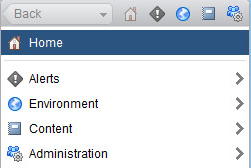 Back
Home
Alerts
Environment
Content
Administration